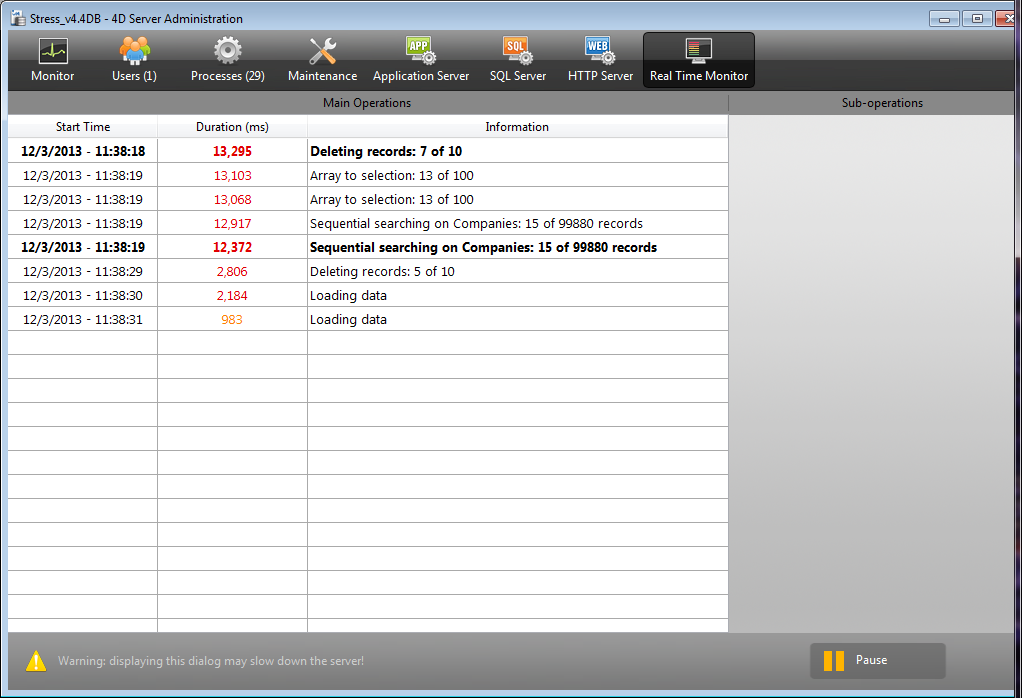 Stress_v4.4DB - 4D Server Administration
APP SQL WEB
Monitor Users (1) Processes (29) Maintenance Application Server SQL Server HTTP Server Real Time Monitor
Main Operations Sub-operations
Start Time Duration (ms) Information
12/3/2013 - 11:38:18 13,295 Deleting records: 7 of 10
12/3/2013 - 11:38:19 13,103 Array to selection: 13 of 100
12/3/2013 - 11:38:19 13,068 Array to selection: 13 of 100
12/3/2013 - 11:38:19 12,917 Sequential searching on Companies: 15 of 99880 records
12/3/2013 - 11:38:19 12,372 Sequential searching on Companies: 15 of 99880 records
12/3/2013 - 11:38:29 2,806 Deleting records: 5 of 10
12/3/2013 - 11:38:30 2,184 Loading data
12/3/2013 - 11:38:31 983 Loading data
Warning: displaying this dialog may slow down the server! Pause